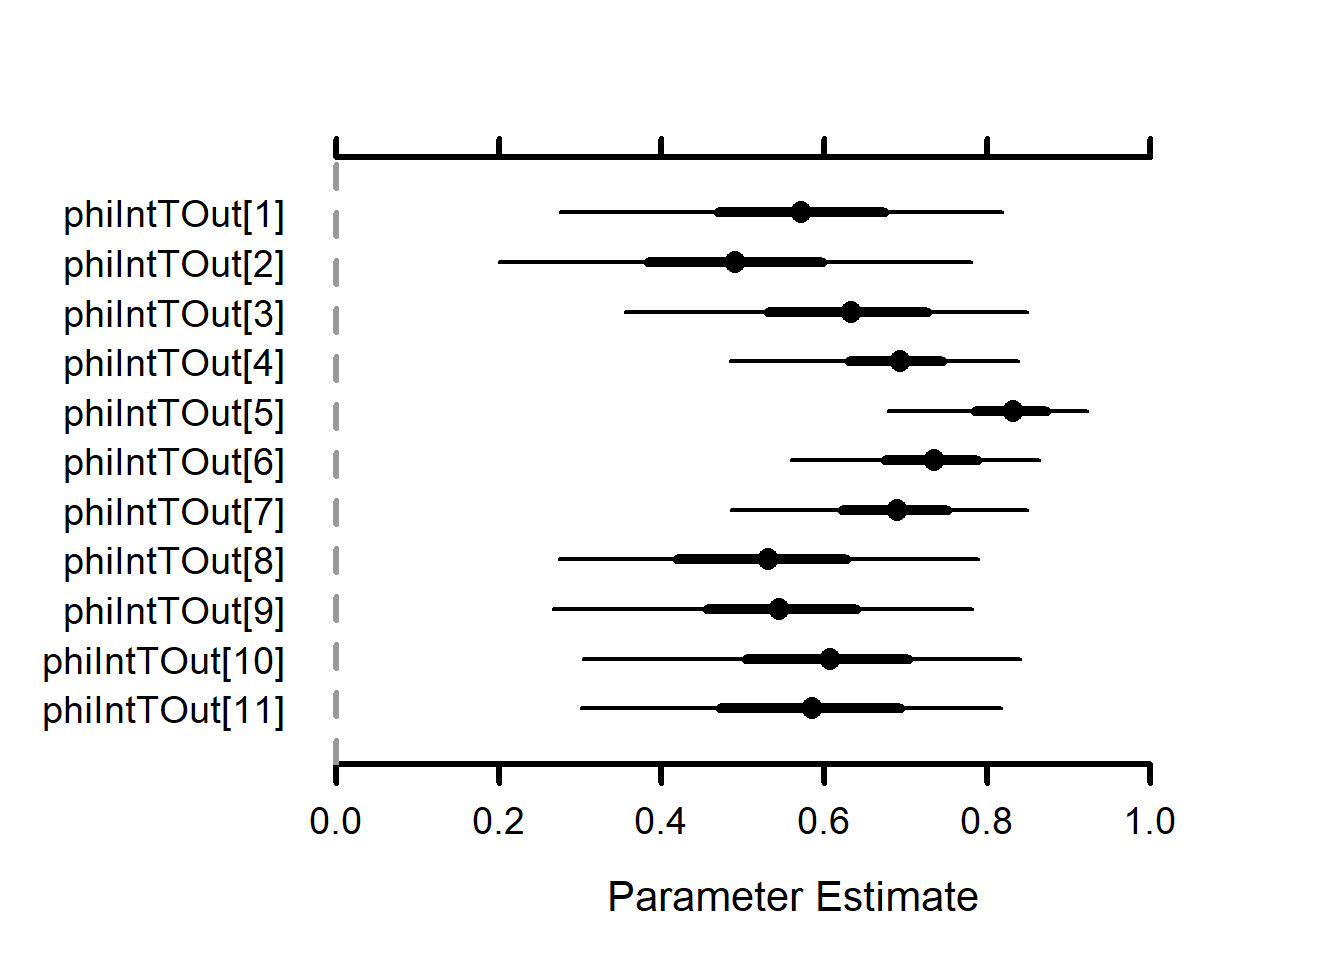 phiIntTOut[1]
phiIntTOut[2]
phiIntTOut[3]
phiIntTOut[4]
phiIntTOut[5]
phiIntTOut[6]
phiIntTOut[7]
phiIntTOut[8]
phiIntTOut[9]
phiIntTOut[10]
phiIntTOut[11]
0.0 0.2 0.4 0.6 0.8 1.0
Parameter Estimate